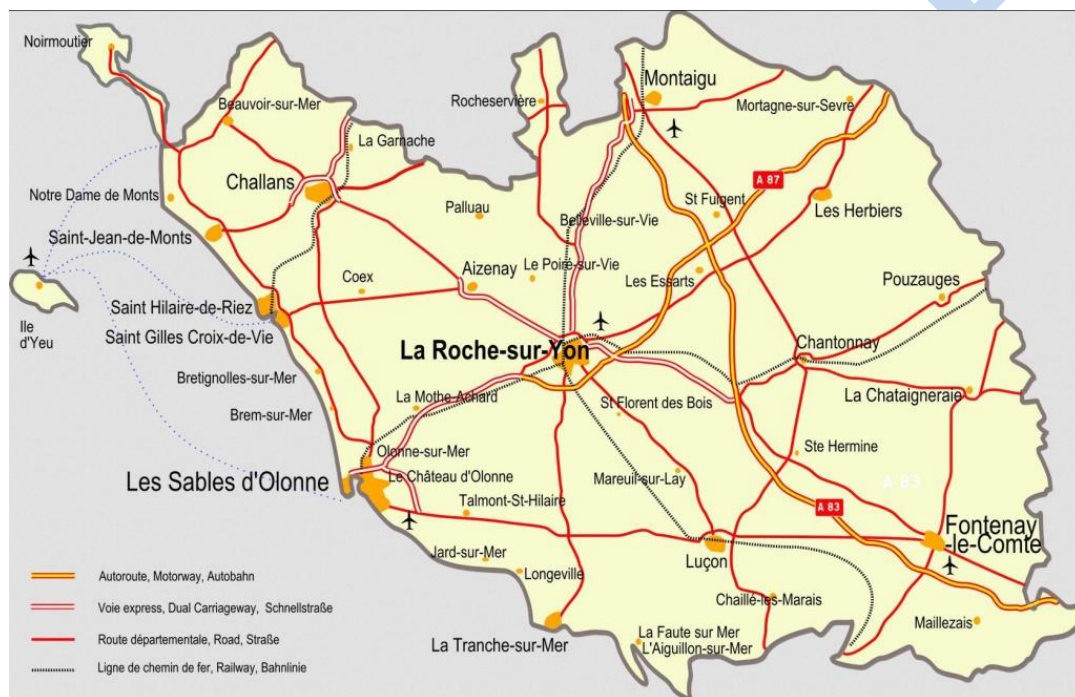 Noirmoutier
Beauvoir-sur-Mer
La Garnache
Rocheservière
Montaigu
Mortagne-sur-Sevre
Challans
Notre Dame de Monts
Palluau
St Fulgent
A 87
Les Herbiers
Saint-Jean-de-Monts
Belleville-sur-Vie
Coex
Aizenay
Le Poiré-sur-Vie
Les Essarts
Pouzauges
Ile
d'Yeu
Saint Hilaire-de-Riez
Saint Gilles Croix-de-Vie
La Roche-sur-Yon
Chantonnay
Bretignolles-sur-Mer
La Mothe-Achard
St Florent des Bois
La Chataigneraie
Brem-sur-Mer
Olonne-sur-Mer
Ste Hermine
Les Sables d'Olonne
Le Château d'Olonne
Mareuil-sur-Lay
A 83
Talmont-St-Hilaire
A 83
Fontenay
-le-Comte
Jard-sur-Mer
Longeville
Luçon
Chaillé-les-Marais
Maillezais
La Tranche-sur-Mer
La Faute sur Mer
L'Aiguillon-sur-Mer
Autoroute, Motorway, Autobahn
Voie express, Dual Carriageway, Schnellstraße
Route départementale, Road, Straße
Ligne de chemin de fer, Railway, Bahnlinie